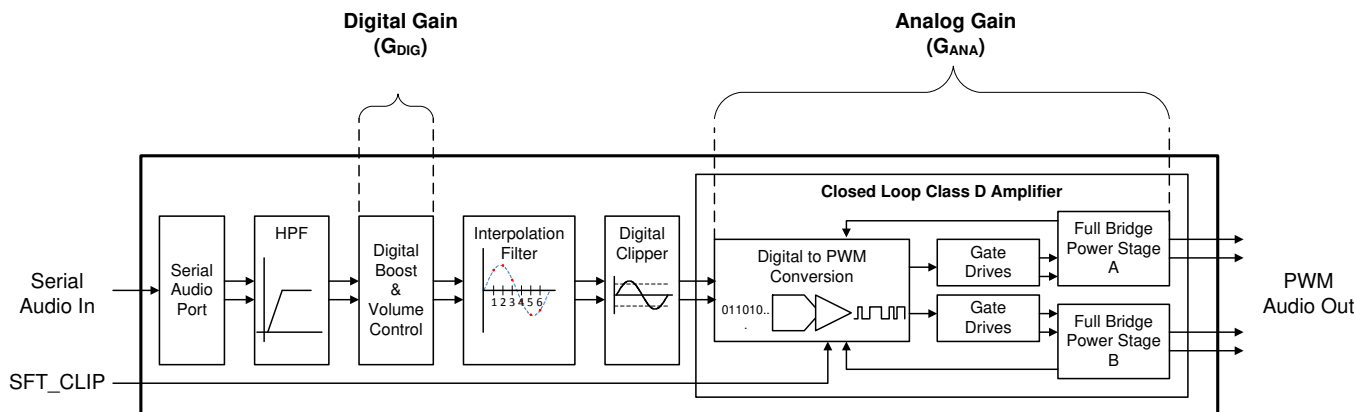 Digital Gain
(GDIG)
Analog Gain
(GANA)
Closed Loop Class D Amplifier
Serial
Audio In
Serial
Audio
Port
HPF
Digital
Boost
&
Volume
Control
Interpolation
Filter
1 2 3 4 5 6
Digital
Clipper
Digital to PWM
Conversion
011010..
.
Gate
Drives
Gate
Drives
Full Bridge
Power Stage
A
Full Bridge
Power Stage
B
PWM
Audio Out
SFT_CLIP